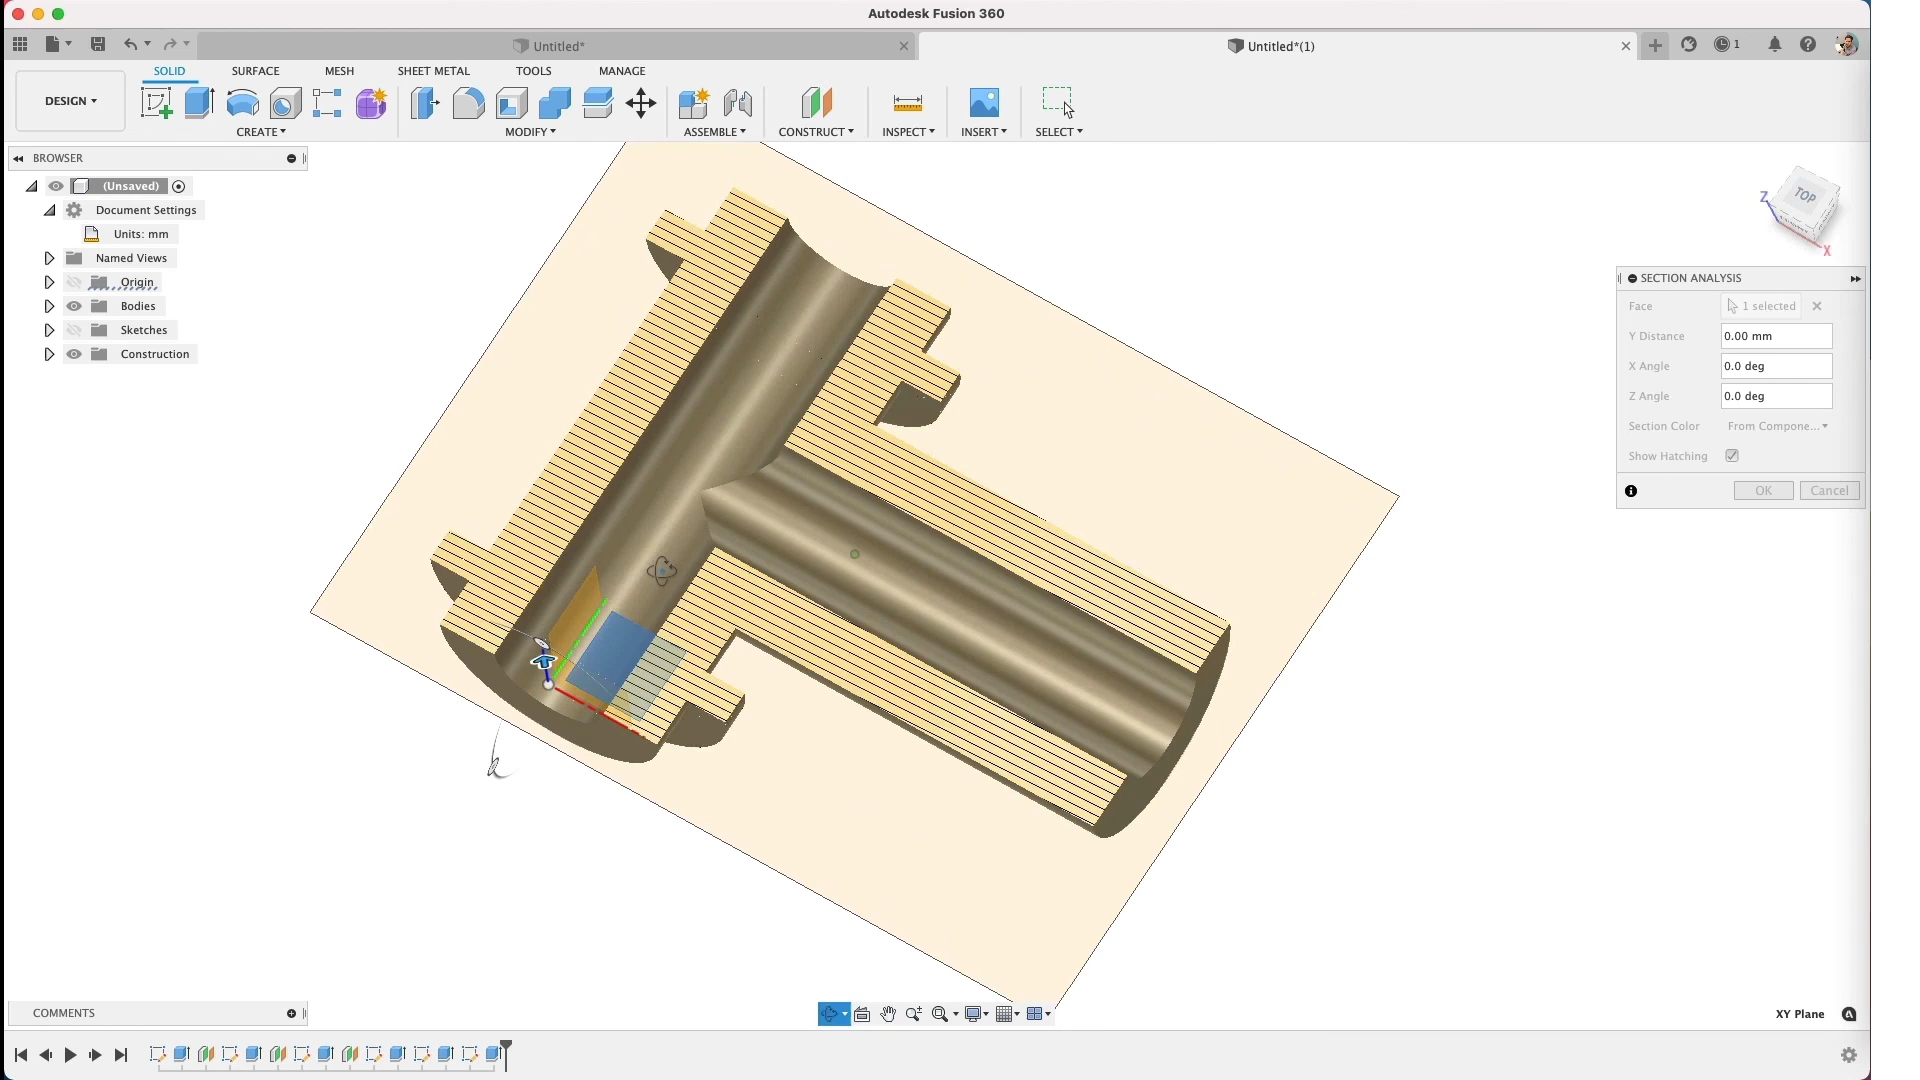 Autodesk Fusion 360
Untitled*
Untitled*(1)
1
DESIGN
SOLID
SURFACE
MESH
SHEET METAL
TOOLS
MANAGE
CREATE
MODIFY
ASSEMBLE
CONSTRUCT
INSPECT
INSERT
SELECT
BROWSER
(Unsaved)
Document Settings
Units: mm
Named Views
Origin
Bodies
Sketches
Construction
TOP
Z
X
SECTION ANALYSIS
Face
1 selected
Y Distance
0.00 mm
X Angle
0.0 deg
Z Angle
0.0 deg
Section Color
From Compone...
Show Hatching
OK
Cancel
COMMENTS
XY Plane